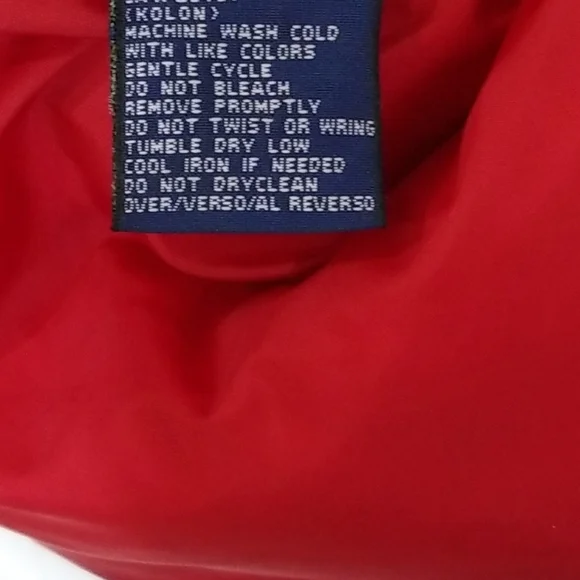 (KOLON)
MACHINE WASH COLD
WITH LIKE COLORS
GENTLE CYCLE
DO NOT BLEACH
REMOVE PROMPTLY
DO NOT TWIST OR WRING
TUMBLE DRY LOW
COOL IRON IF NEEDED
DO NOT DRYCLEAN
OVER/VERSO/AL REVERSO